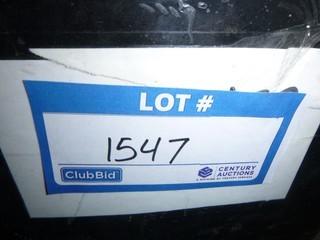 LOT #
1547
ClubBid
CENTURY
AUCTIONS